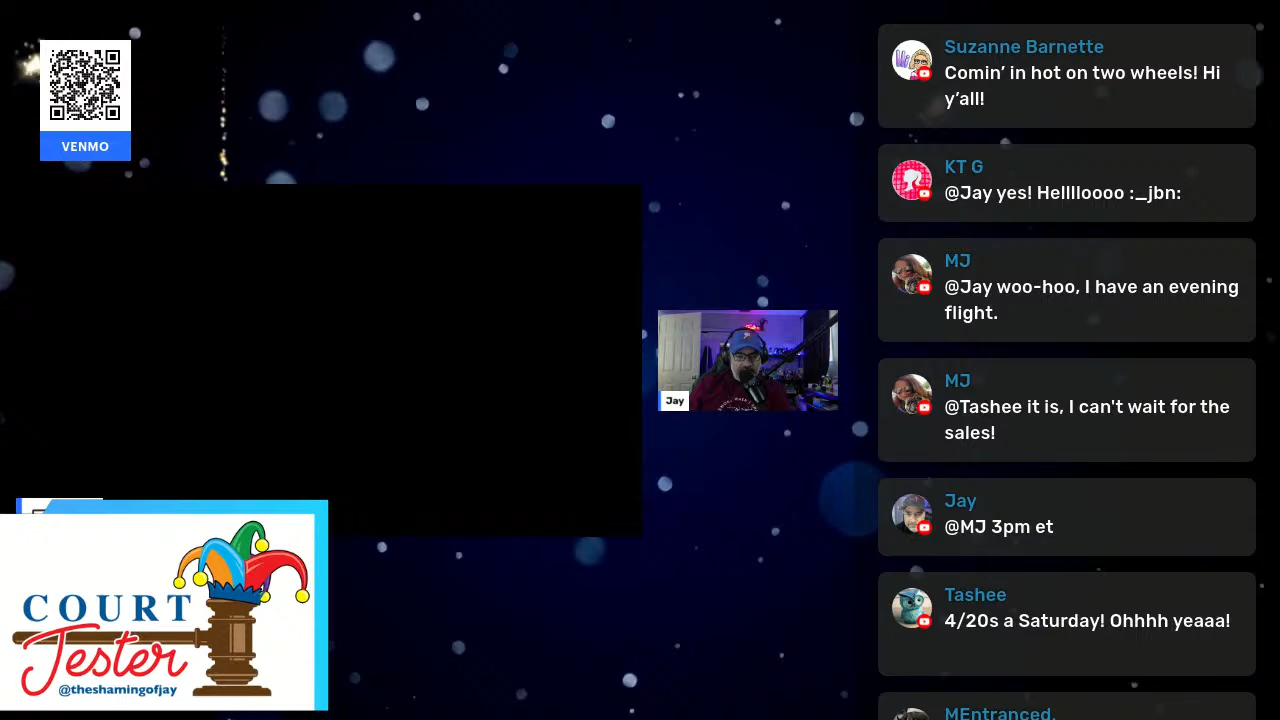 VENMO
Suzanne Barnette
Comin’ in hot on two wheels! Hi
y’all!
KT G
@Jay yes! Helllloooo :_jbn:
MJ
@Jay woo-hoo, I have an evening
flight.
MJ
@Tashee it is, I can't wait for the
sales!
Jay
Jay
@MJ 3pm et
Tashee
4/20s a Saturday! Ohhhh yeaaa!
MEntranced.
COURT
Jester
@theshamingofjay